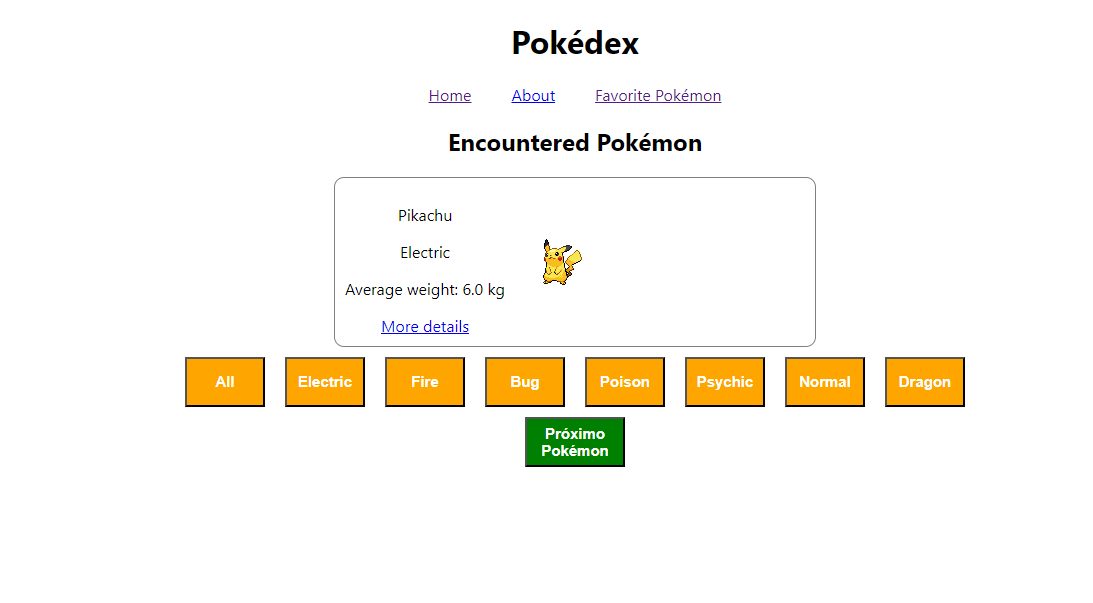 Pokédex
Home About Favorite Pokémon
Encountered Pokémon
Pikachu
Electric
Average weight: 6.0 kg
More details
All Electric Fire Bug Poison Psychic Normal Dragon
Próximo
Pokémon